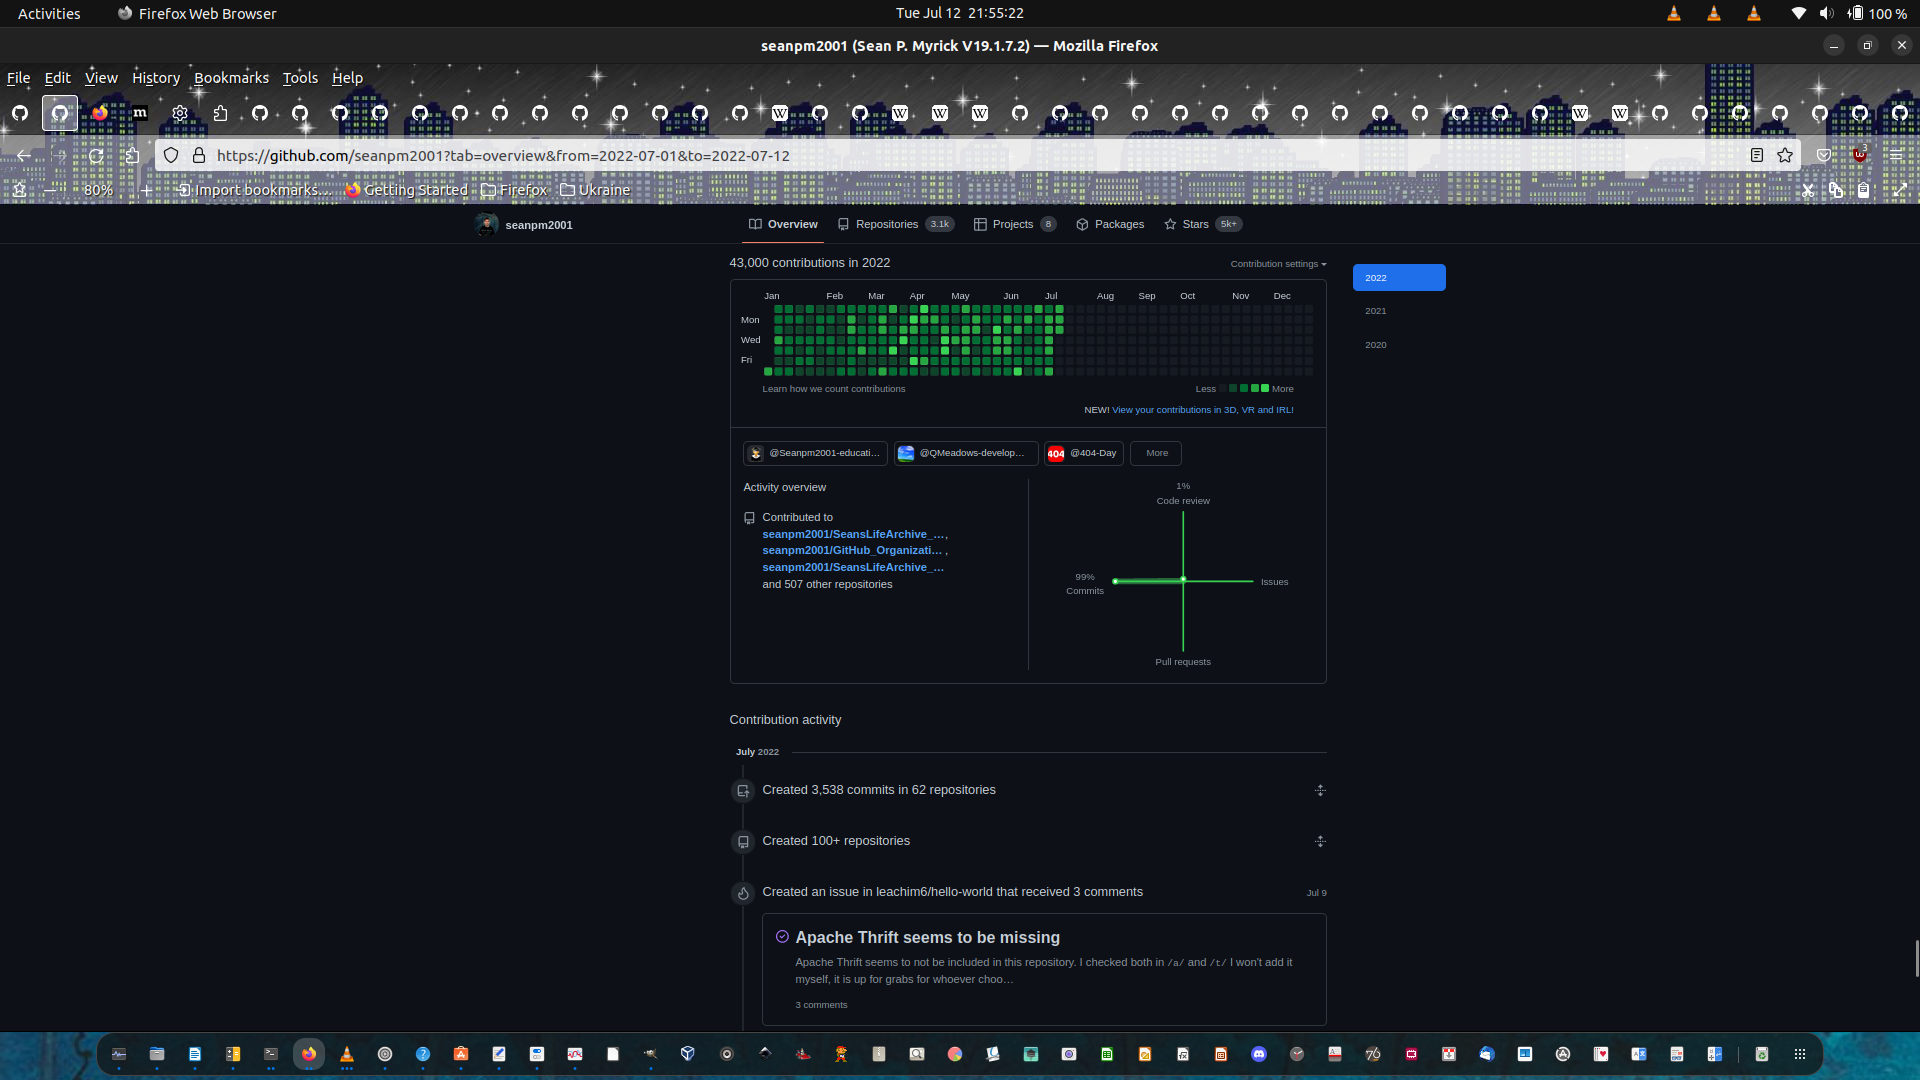 Activities Firefox Web Browser Tue Jul 12 21:55:22 100 %
seanpm2001 (Sean P. Myrick V19.1.7.2) — Mozilla Firefox
File Edit View History Bookmarks Tools Help
https://github.com/seanpm2001?tab=overview&from=2022-07-01&to=2022-07-12 3
80% Import bookmarks... Getting Started Firefox Ukraine
seanpm2001 Overview Repositories 3.1k Projects 8 Packages Stars 5k+
43,000 contributions in 2022 Contribution settings
2022
2021
2020
Jan Feb Mar Apr May Jun Jul Aug Sep Oct Nov Dec
Mon
Wed
Fri
Learn how we count contributions Less More
NEW! View your contributions in 3D, VR and IRL!
@Seanpm2001-educati... @QMeadows-develop... 404 @404-Day More
Activity overview
Contributed to
seanpm2001/SeansLifeArchive_...,
seanpm2001/GitHub_Organizati... ,
seanpm2001/SeansLifeArchive_...
and 507 other repositories
1%
Code review
99%
Commits
Issues
Pull requests
Contribution activity
July 2022
Created 3,538 commits in 62 repositories
Created 100+ repositories
Created an issue in leachim6/hello-world that received 3 comments Jul 9
Apache Thrift seems to be missing
Apache Thrift seems to not be included in this repository. I checked both in /a/ and /t/ I won't add it
myself, it is up for grabs for whoever choo…
3 comments